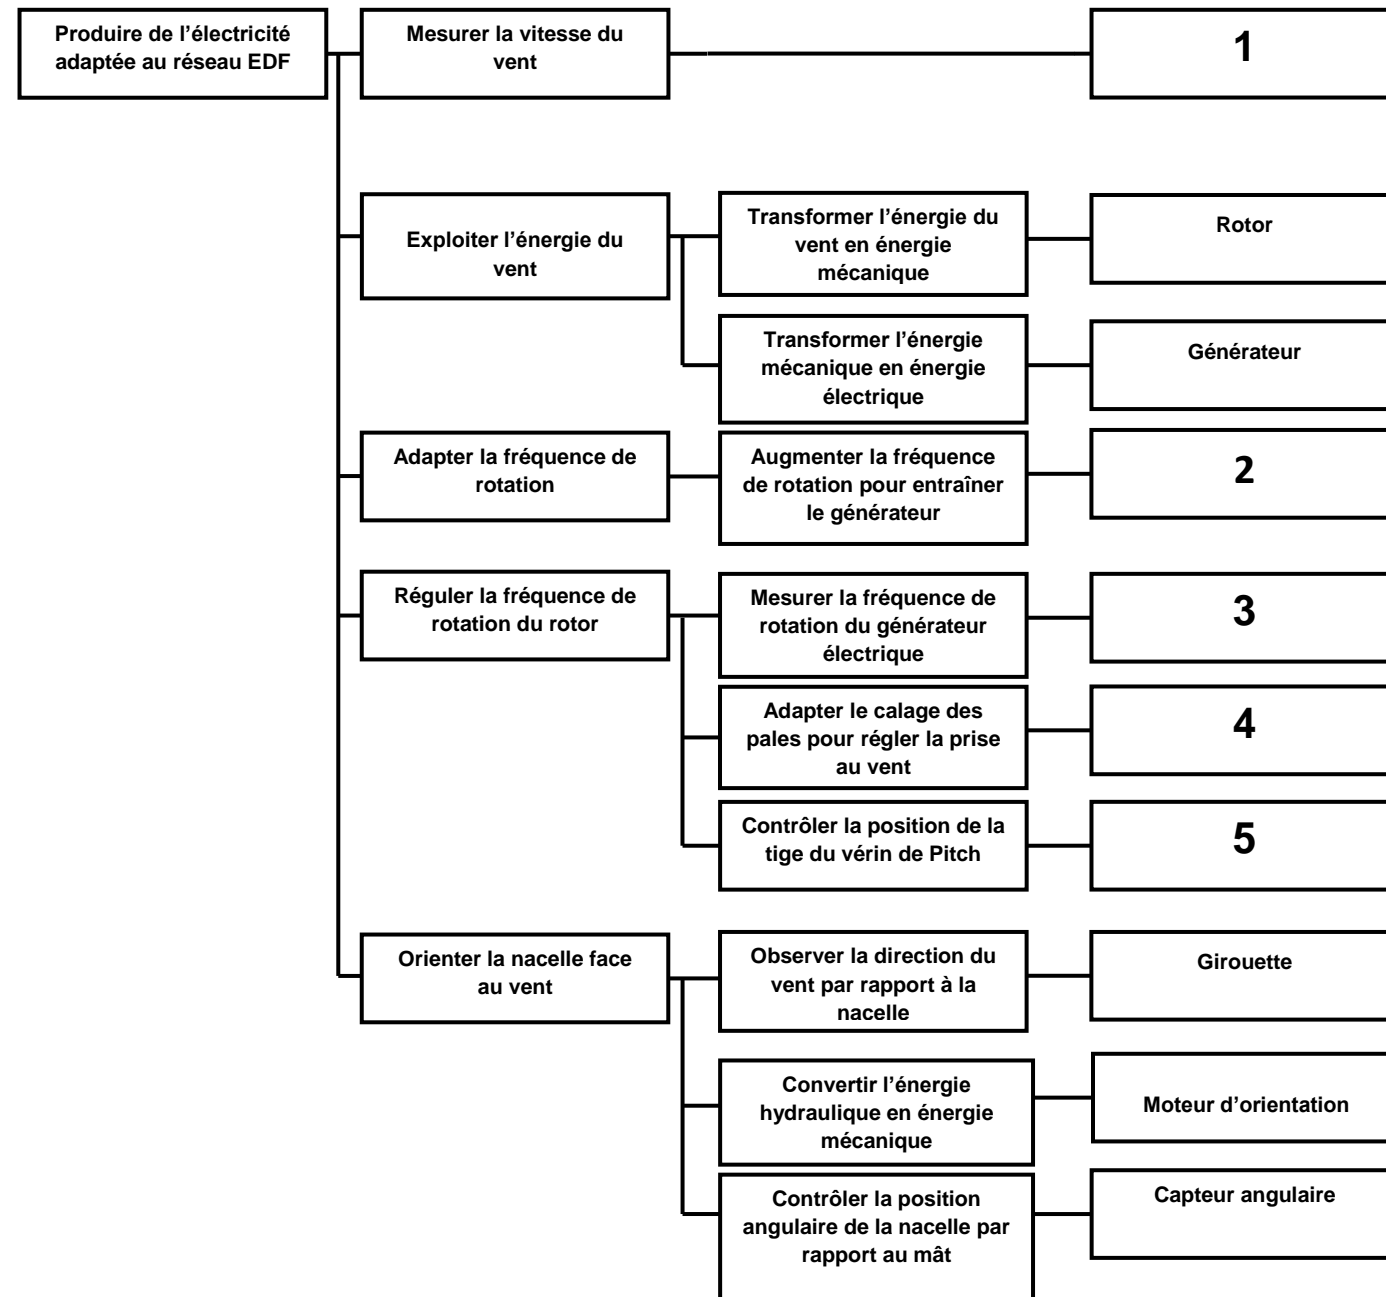 Produire de l’électricité
adaptée au réseau EDF
Mesurer la vitesse du
vent
1
Exploiter l’énergie du
vent
Transformer l’énergie du
vent en énergie
mécanique
Rotor
Transformer l’énergie
mécanique en énergie
électrique
Générateur
Adapter la fréquence de
rotation
Augmenter la fréquence
de rotation pour entraîner
le générateur
2
Réguler la fréquence de
rotation du rotor
Mesurer la fréquence de
rotation du générateur
électrique
3
Adapter le calage des
pales pour régler la prise
au vent
4
Contrôler la position de la
tige du vérin de Pitch
5
Orienter la nacelle face
au vent
Observer la direction du
vent par rapport à la
nacelle
Girouette
Convertir l’énergie
hydraulique en énergie
mécanique
Moteur d’orientation
Contrôler la position
angulaire de la nacelle par
rapport au mât
Capteur angulaire